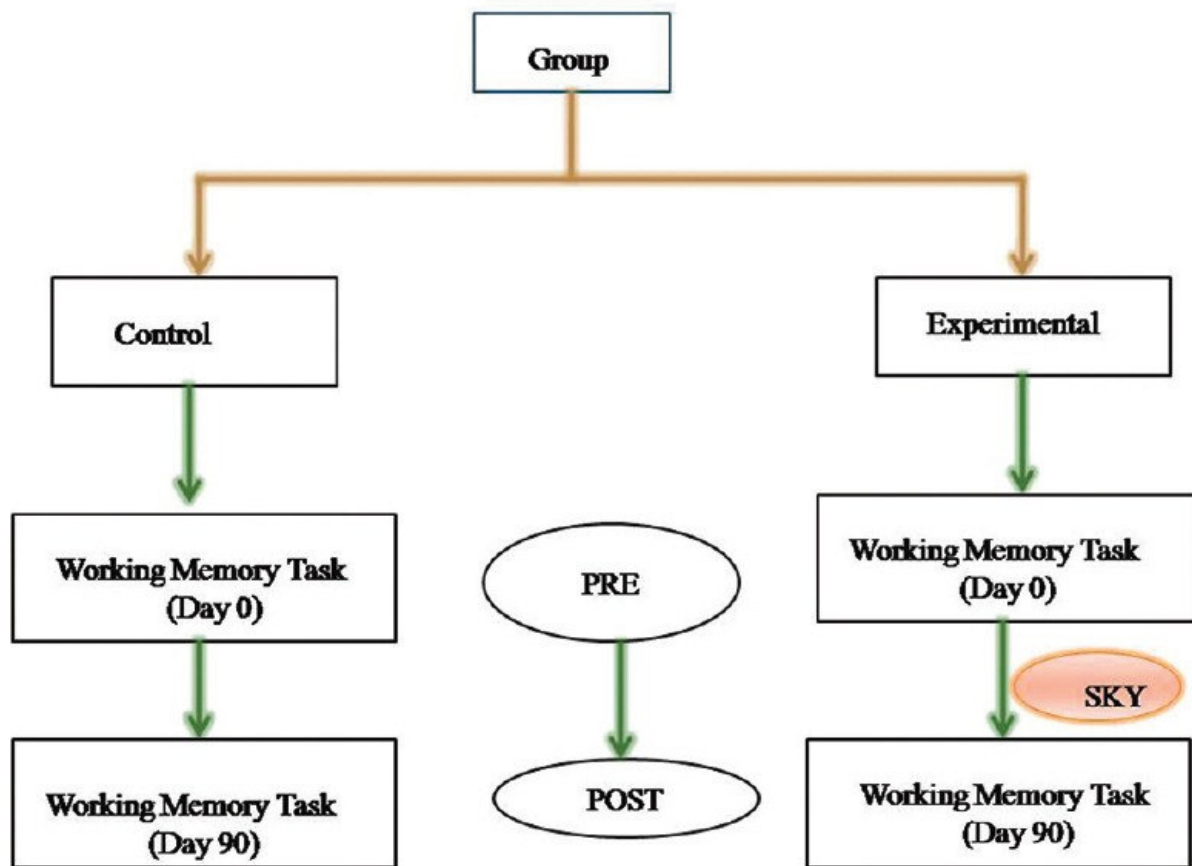 Group
Control
Experimental
Working Memory Task
(Day 0)
PRE
Working Memory Task
(Day 0)
SKY
Working Memory Task
(Day 90)
POST
Working Memory Task
(Day 90)